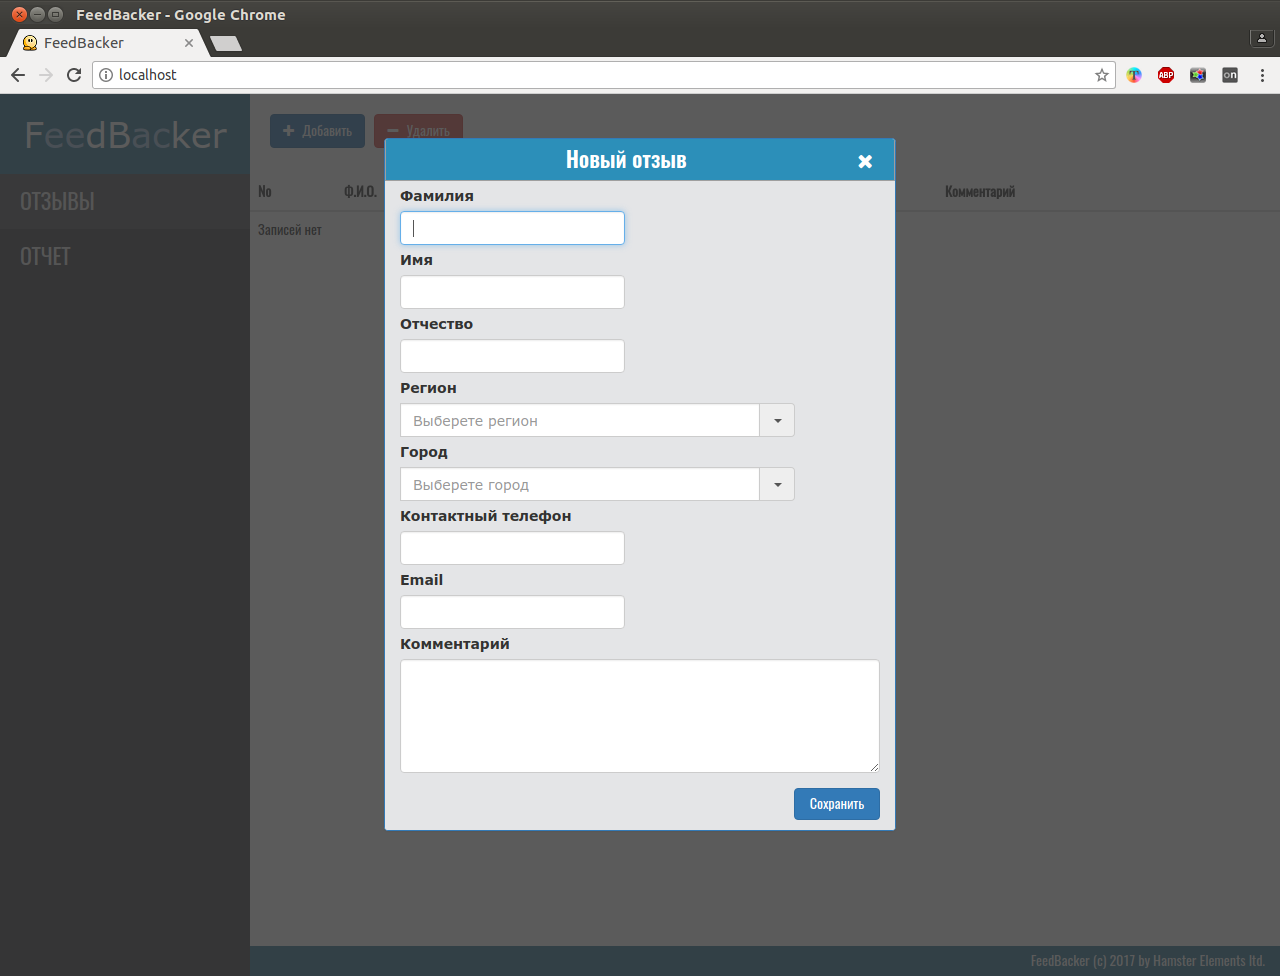 FeedBacker - Google Chrome
FeedBacker
localhost
T
ABP
on
FeedBacker
Добавить
Удалить
ОТЗЫВЫ
ОТЧЕТ
No Ф.И.О. Комментарий
Записей нет
Новый отзыв
Фамилия
Имя
Отчество
Регион
Выберете регион
Город
Выберете город
Контактный телефон
Email
Комментарий
Сохранить
FeedBacker (c) 2017 by Hamster Elements ltd.